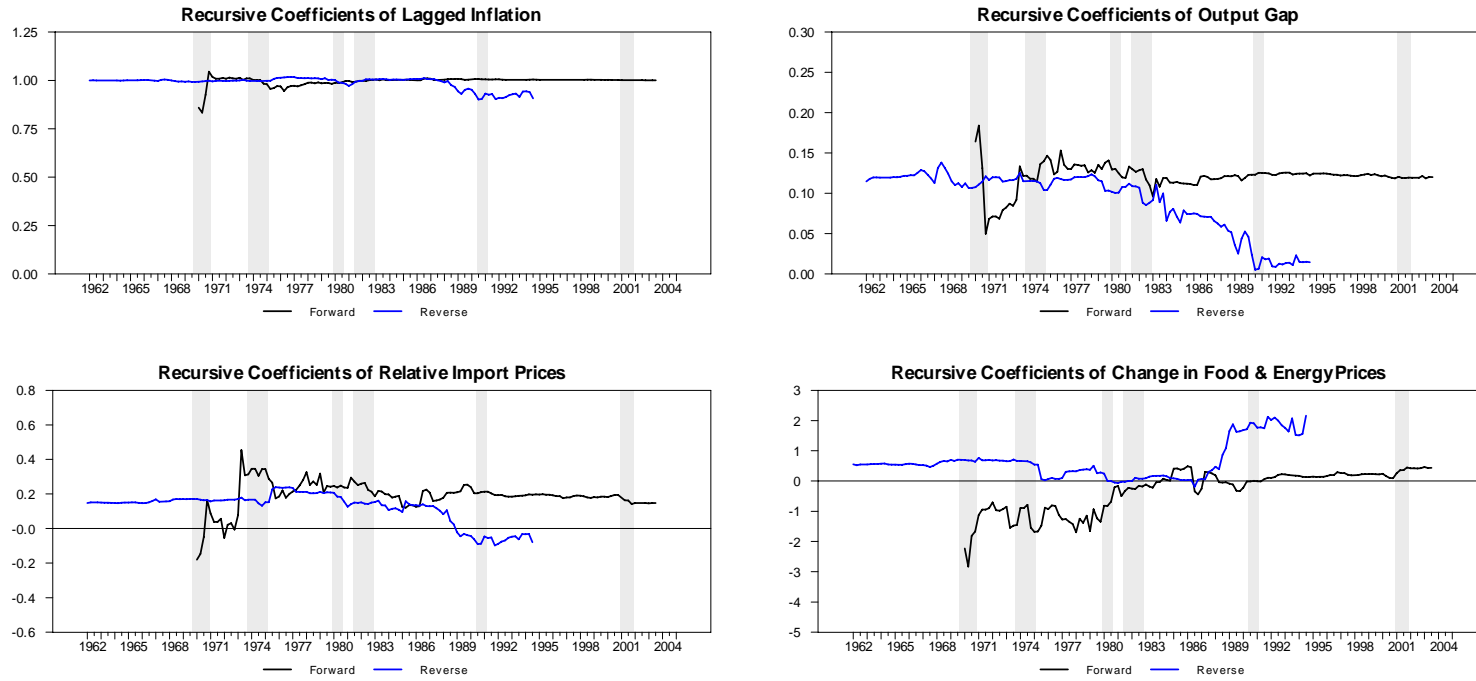 Recursive Coefficients of Lagged Inflation
1.25
1.00
0.75
0.50
0.25
0.00
1962 1965 1968 1971 1974 1977 1980 1983 1986 1989 1992 1995 1998 2001 2004
Forward Reverse
Recursive Coefficients of Output Gap
0.30
0.25
0.20
0.15
0.10
0.05
0.00
1962 1965 1968 1971 1974 1977 1980 1983 1986 1989 1992 1995 1998 2001 2004
Forward Reverse
Recursive Coefficients of Relative Import Prices
0.8
0.6
0.4
0.2
-0.0
-0.2
-0.4
-0.6
1962 1965 1968 1971 1974 1977 1980 1983 1986 1989 1992 1995 1998 2001 2004
Forward Reverse
Recursive Coefficients of Change in Food & Energy Prices
3
2
1
0
-1
-2
-3
-4
-5
1962 1965 1968 1971 1974 1977 1980 1983 1986 1989 1992 1995 1998 2001 2004
Forward Reverse